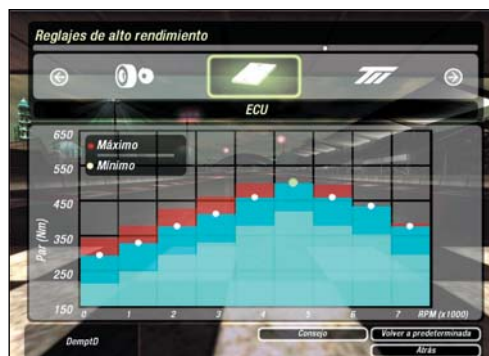 Reglajes de alto rendimiento
ECU
Máximo
Mínimo
650
550
450
350
250
150
Par (Nm)
0 1 2 3 4 5 6 7 RPM (x1000)
Consejo
Volver a predeterminada
DemptD
Atrás